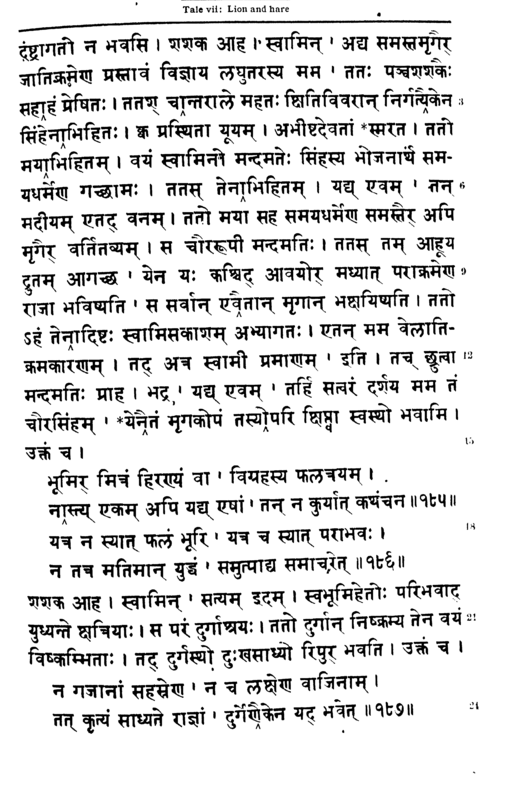 Tale vii: Lion and hare
दंष्ट्रागतो न भवसि । शशक आह । स्वामिन् ' अद्य समस्तमृगैर्
जातिक्रमेण प्रस्तावं विज्ञाय लघुतरस्य मम ' ततः पञ्चशशकैः
सहाहं प्रेषितः । ततश् चान्तराले महतः क्षितिविवरान् निर्गत्यैकेन 3
सिंहेनाभिहितः । क्व प्रस्थिता यूयम् । अभीष्टदेवतां *स्मरत । ततो
मयाभिहितम् । वयं स्वामिनो मन्दमतेः सिंहस्य भोजनार्थं सम-
यधर्मेण गच्छामः । ततस् तेनाभिहितम् । यद्य् एवम् ' तन् 6
मदीयम् एतद् वनम् । ततो मया सह समयधर्मेण समस्तैर् अपि
मृगैर् वर्तितव्यम् । स चौररूपी मन्दमतिः । ततस् तम् आहूय
द्रुतम् आगच्छ ' येन यः कश्चिद् आवयोर् मध्यात् पराक्रमेण 9
राजा भविष्यति ' स सर्वान् एवैतान् मृगान् भक्षयिष्यति । ततो
ऽहं तेनादिष्टः स्वामिसकाशम् अभ्यागतः । एतन् मम वेलाति-
क्रमकारणम् । तद् अत्र स्वामी प्रमाणम् ' इति । तच् छ्रुत्वा 12
मन्दमतिः प्राह । भद्र ' यद्य् एवम् ' तर्हि सत्वरं दर्शय मम तं
चौरसिंहम् ' *येनैतं मृगकोपं तस्योपरि क्षिप्त्वा स्वस्थो भवामि ।
उक्तं च । 15
भूमिर् मित्रं हिरण्यं वा ' विग्रहस्य फलत्रयम् ।
नास्त्य् एकम् अपि यद्य् एषां ' तन् न कुर्यात् कथंचन ॥१८५॥
यत्र न स्यात् फलं भूरि ' यत्र च स्यात् पराभवः । 18
न तत्र मतिमान् युद्धं ' समुत्पाद्य समाचरेत् ॥१८६॥
शशक आह । स्वामिन् ' सत्यम् इदम् । स्वभूमिहेतोः परिभवाद्
युध्यन्ते क्षत्रियाः । स परं दुर्गाश्रयः । ततो दुर्गान् निष्क्रम्य तेन वयं 21
विष्कम्भिताः । तद् दुर्गस्थो दुःखसाध्यो रिपुर् भवति । उक्तं च ।
न गजानां सहस्रेण ' न च लक्षेण वाजिनाम् ।
तत् कृत्यं साध्यते राज्ञां ' दुर्गेणैकेन यद् भवेत् ॥१८७॥ 24